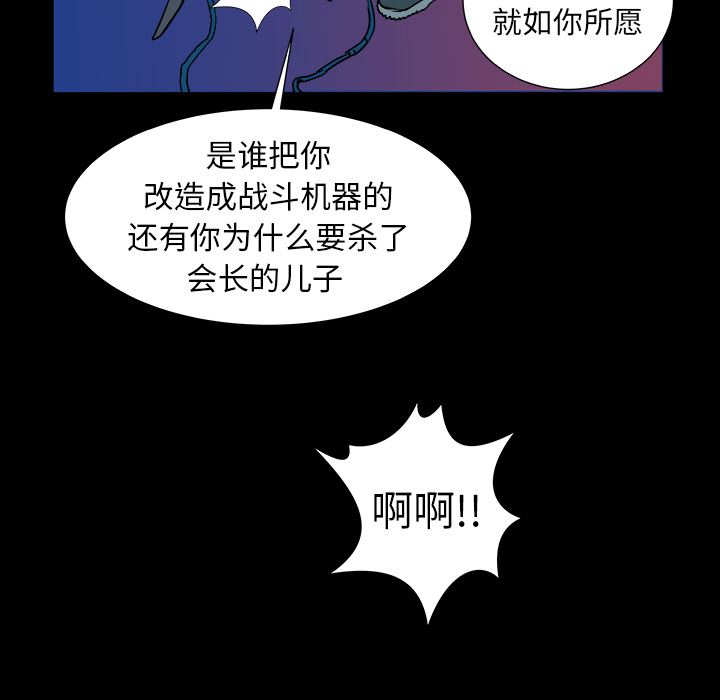 就如你所愿
是谁把你
改造成战斗机器的
还有你为什么要杀了
会长的儿子
啊啊!!